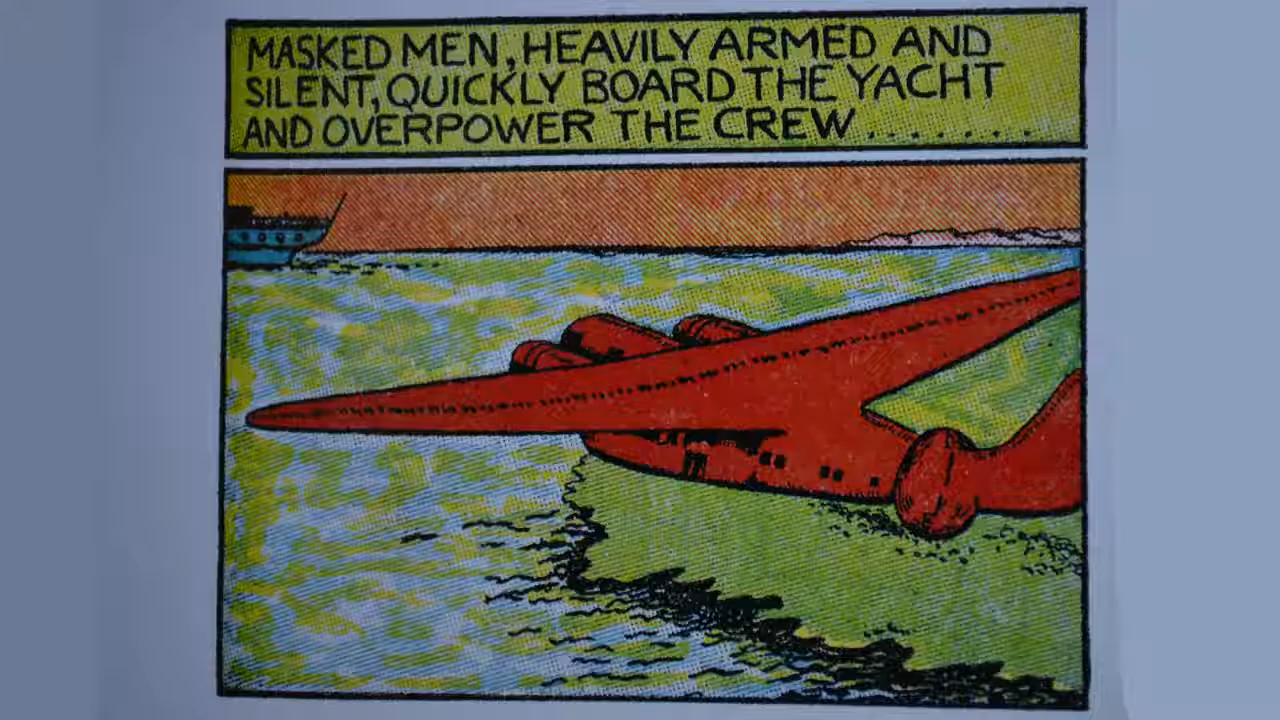 MASKED MEN, HEAVILY ARMED AND
SILENT, QUICKLY BOARD THE YACHT
AND OVERPOWER THE CREW........